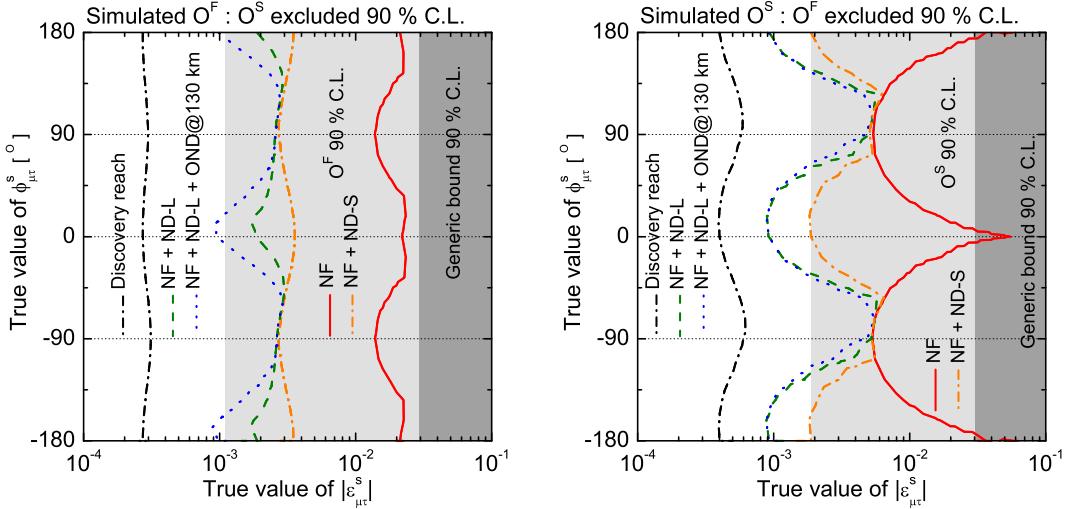 Simulated O^F : O^S excluded 90 % C.L.
True value of ϕ^s_μτ [ ° ]
180
90
0
-90
-180
Discovery reach
NF + ND-L
NF + ND-L + OND@130 km
NF
NF + ND-S
O^F 90 % C.L.
Generic bound 90 % C.L.
10^-4
10^-3
10^-2
10^-1
True value of |ε^s_μτ|
Simulated O^S : O^F excluded 90 % C.L.
True value of ϕ^s_μτ [ ° ]
180
90
0
-90
-180
Discovery reach
NF + ND-L
NF + ND-L + OND@130 km
NF
NF + ND-S
O^S 90 % C.L.
Generic bound 90 % C.L.
10^-4
10^-3
10^-2
10^-1
True value of |ε^s_μτ|